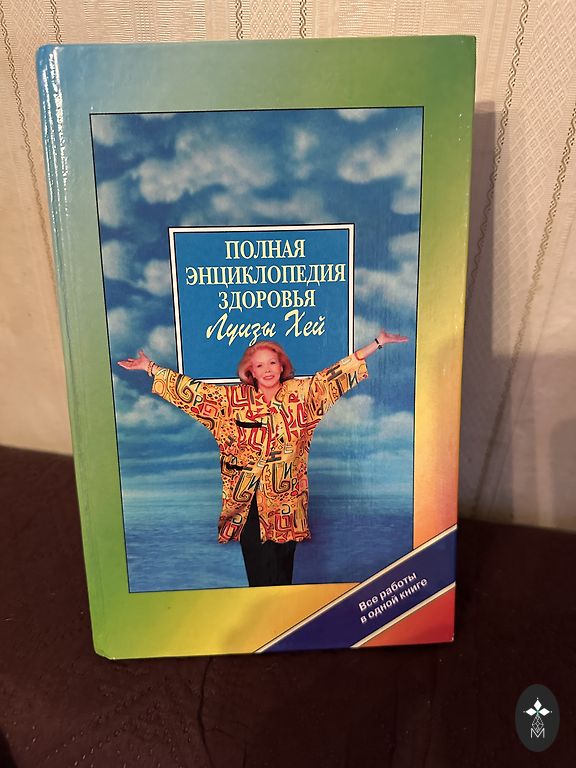 ПОЛНАЯ
ЭНЦИКЛОПЕДИЯ
ЗДОРОВЬЯ
Луизы Хей
Все работы
в одной книге
М